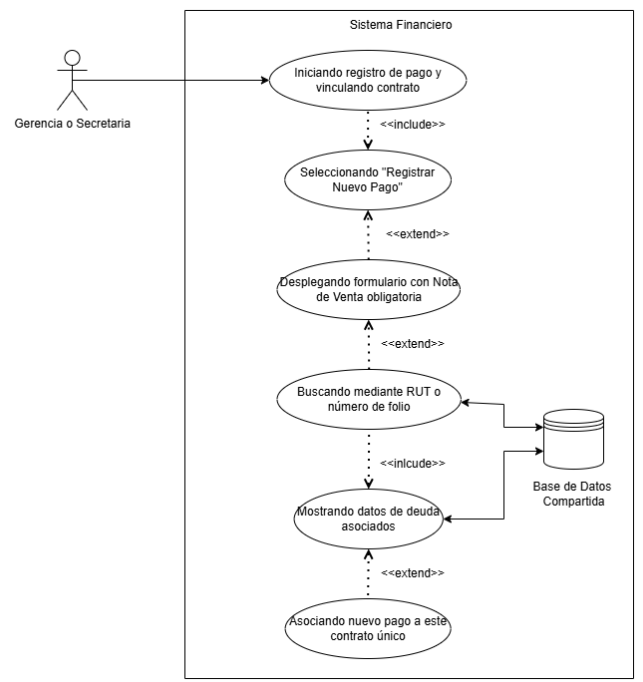 Sistema Financiero
Iniciando registro de pago y
vinculando contrato
Gerencia o Secretaria
<<include>>
Seleccionando "Registrar
Nuevo Pago"
<<extend>>
Desplegando formulario con Nota
de Venta obligatoria
<<extend>>
Buscando mediante RUT o
número de folio
<<inlcude>>
Base de Datos
Compartida
Mostrando datos de deuda
asociados
<<extend>>
Asociando nuevo pago a este
contrato único